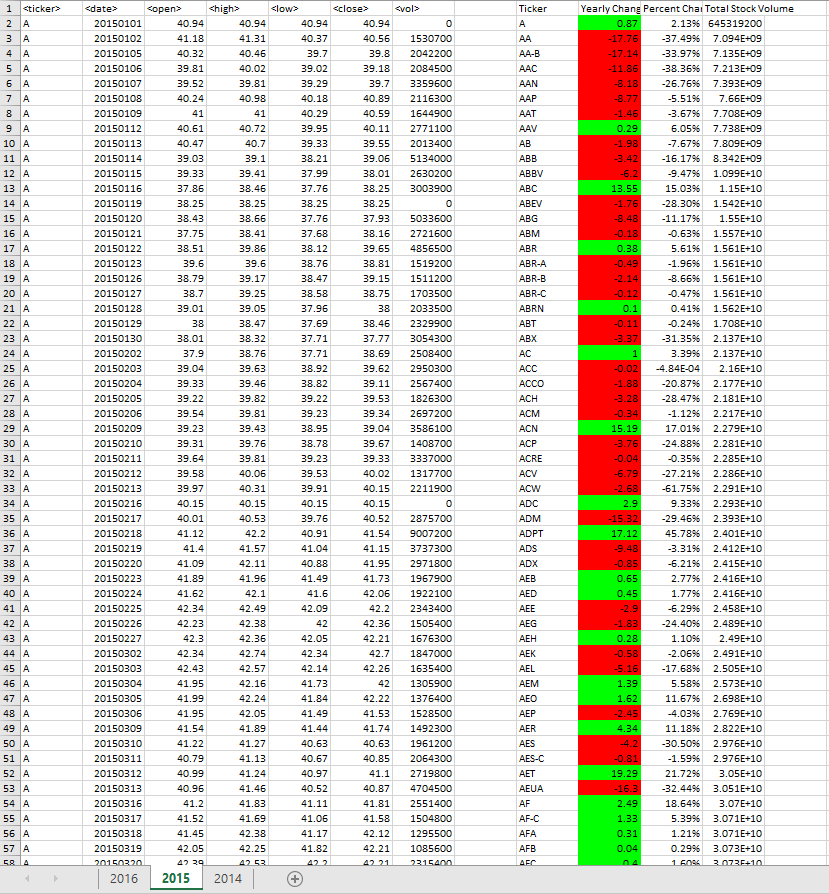 1 <ticker> <date> <open> <high> <low> <close> <vol> Ticker Yearly Chang Percent Char Total Stock Volume
2 A 20150101 40.94 40.94 40.94 40.94 0 A 0.87 2.13% 645319200
3 A 20150102 41.18 41.31 40.37 40.56 1530700 AA -17.76 -37.49% 7.094E+09
4 A 20150105 40.32 40.46 39.7 39.8 2042200 AA-B -17.14 -33.97% 7.135E+09
5 A 20150106 39.81 40.02 39.02 39.18 2084500 AAC -11.86 -38.36% 7.213E+09
6 A 20150107 39.52 39.81 39.29 39.7 3359600 AAN -8.18 -26.76% 7.393E+09
7 A 20150108 40.24 40.98 40.18 40.89 2116300 AAP -8.77 -5.51% 7.66E+09
8 A 20150109 41 41 40.29 40.59 1644900 AAT -1.46 -3.67% 7.708E+09
9 A 20150112 40.61 40.72 39.95 40.11 2771100 AAV 0.29 6.05% 7.738E+09
10 A 20150113 40.47 40.7 39.33 39.55 2013400 AB -1.98 -7.67% 7.809E+09
11 A 20150114 39.03 39.1 38.21 39.06 5134000 ABB -3.42 -16.17% 8.342E+09
12 A 20150115 39.33 39.41 37.99 38.01 2630200 ABBV -6.2 -9.47% 1.099E+10
13 A 20150116 37.86 38.46 37.76 38.25 3003900 ABC 13.55 15.03% 1.15E+10
14 A 20150119 38.25 38.25 38.25 38.25 0 ABEV -1.76 -28.30% 1.542E+10
15 A 20150120 38.43 38.66 37.76 37.93 5033600 ABG -8.48 -11.17% 1.55E+10
16 A 20150121 37.75 38.41 37.68 38.16 2721600 ABM -0.18 -0.63% 1.557E+10
17 A 20150122 38.51 39.86 38.12 39.65 4856500 ABR 0.38 5.61% 1.561E+10
18 A 20150123 39.6 39.6 38.76 38.81 1519200 ABR-A -0.49 -1.96% 1.561E+10
19 A 20150126 38.79 39.17 38.47 39.15 1511200 ABR-B -2.14 -8.66% 1.561E+10
20 A 20150127 38.7 39.25 38.58 38.75 1703500 ABR-C -0.12 -0.47% 1.561E+10
21 A 20150128 39.01 39.05 37.96 38 2033500 ABRN 0.1 0.41% 1.562E+10
22 A 20150129 38 38.47 37.69 38.46 2329900 ABT -0.11 -0.24% 1.708E+10
23 A 20150130 38.01 38.32 37.71 37.77 3054300 ABX -3.37 -31.35% 2.137E+10
24 A 20150202 37.9 38.76 37.71 38.69 2508400 AC 1 3.39% 2.137E+10
25 A 20150203 39.04 39.63 38.92 39.62 2950300 ACC -0.02 -4.84E-04 2.16E+10
26 A 20150204 39.33 39.46 38.82 39.11 2567400 ACCO -1.88 -20.87% 2.177E+10
27 A 20150205 39.22 39.82 39.22 39.53 1826300 ACH -3.28 -28.47% 2.181E+10
28 A 20150206 39.54 39.81 39.23 39.34 2697200 ACM -0.34 -1.12% 2.217E+10
29 A 20150209 39.23 39.43 38.95 39.04 3586100 ACN 15.19 17.01% 2.279E+10
30 A 20150210 39.31 39.76 38.78 39.67 1408700 ACP -3.76 -24.88% 2.281E+10
31 A 20150211 39.64 39.81 39.23 39.33 3337000 ACRE -0.04 -0.35% 2.285E+10
32 A 20150212 39.58 40.06 39.53 40.02 1317700 ACV -6.79 -27.21% 2.286E+10
33 A 20150213 39.97 40.31 39.91 40.15 2211900 ACW -2.68 -61.75% 2.291E+10
34 A 20150216 40.15 40.15 40.15 40.15 0 ADC 2.9 9.33% 2.293E+10
35 A 20150217 40.01 40.53 39.76 40.52 2875700 ADM -15.32 -29.46% 2.393E+10
36 A 20150218 41.12 42.2 40.91 41.54 9007200 ADPT 17.12 45.78% 2.401E+10
37 A 20150219 41.4 41.57 41.04 41.15 3737300 ADS -9.48 -3.31% 2.412E+10
38 A 20150220 41.09 42.11 40.88 41.95 2971800 ADX -0.85 -6.21% 2.415E+10
39 A 20150223 41.89 41.96 41.49 41.73 1967900 AEB 0.65 2.77% 2.416E+10
40 A 20150224 41.62 42.1 41.6 42.06 1922100 AED 0.45 1.77% 2.416E+10
41 A 20150225 42.34 42.49 42.09 42.2 2343400 AEE -2.9 -6.29% 2.458E+10
42 A 20150226 42.23 42.38 42 42.36 1505400 AEG -1.83 -24.40% 2.489E+10
43 A 20150227 42.3 42.36 42.05 42.21 1676300 AEH 0.28 1.10% 2.49E+10
44 A 20150302 42.34 42.74 42.34 42.7 1847000 AEK -0.58 -2.06% 2.491E+10
45 A 20150303 42.43 42.57 42.14 42.26 1635400 AEL -5.16 -17.68% 2.505E+10
46 A 20150304 41.95 42.16 41.73 42 1305900 AEM 1.39 5.58% 2.573E+10
47 A 20150305 41.99 42.24 41.84 42.22 1376400 AEO 1.62 11.67% 2.698E+10
48 A 20150306 41.95 42.05 41.49 41.53 1528500 AEP -2.45 -4.03% 2.769E+10
49 A 20150309 41.54 41.89 41.44 41.74 1492300 AER 4.34 11.18% 2.822E+10
50 A 20150310 41.22 41.27 40.63 40.63 1961200 AES -4.2 -30.50% 2.976E+10
51 A 20150311 40.79 41.13 40.67 40.85 2064300 AES-C -0.81 -1.59% 2.976E+10
52 A 20150312 40.99 41.24 40.97 41.1 2719800 AET 19.29 21.72% 3.05E+10
53 A 20150313 40.96 41.46 40.52 40.87 4704500 AEUA -16.3 -32.44% 3.051E+10
54 A 20150316 41.2 41.83 41.11 41.81 2551400 AF 2.49 18.64% 3.07E+10
55 A 20150317 41.52 41.69 41.06 41.58 1504800 AF-C 1.33 5.39% 3.071E+10
56 A 20150318 41.45 42.38 41.17 42.12 1295500 AFA 0.31 1.21% 3.071E+10
57 A 20150319 42.05 42.25 41.82 42.21 1085600 AFB 0.04 0.29% 3.073E+10
58 A 20150320 42.39 42.53 42.2 42.21 2315400 AFC 0.4 1.60% 3.073E+10
2016 2015 2014